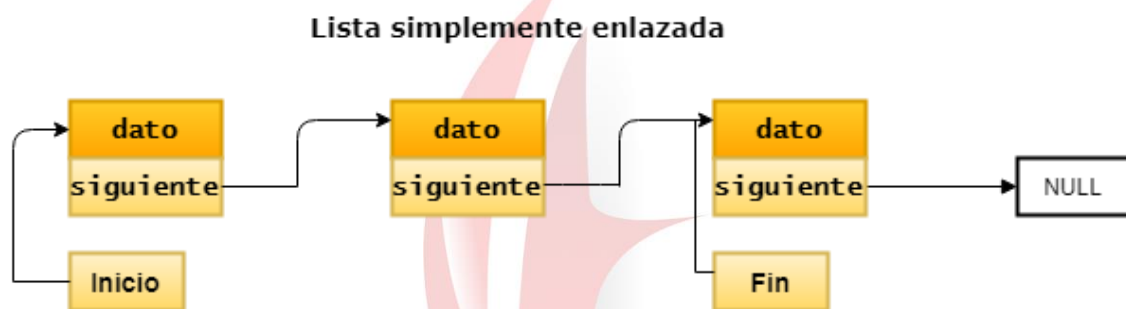 Lista simplemente enlazada
dato dato dato
siguiente siguiente siguiente NULL
Inicio Fin